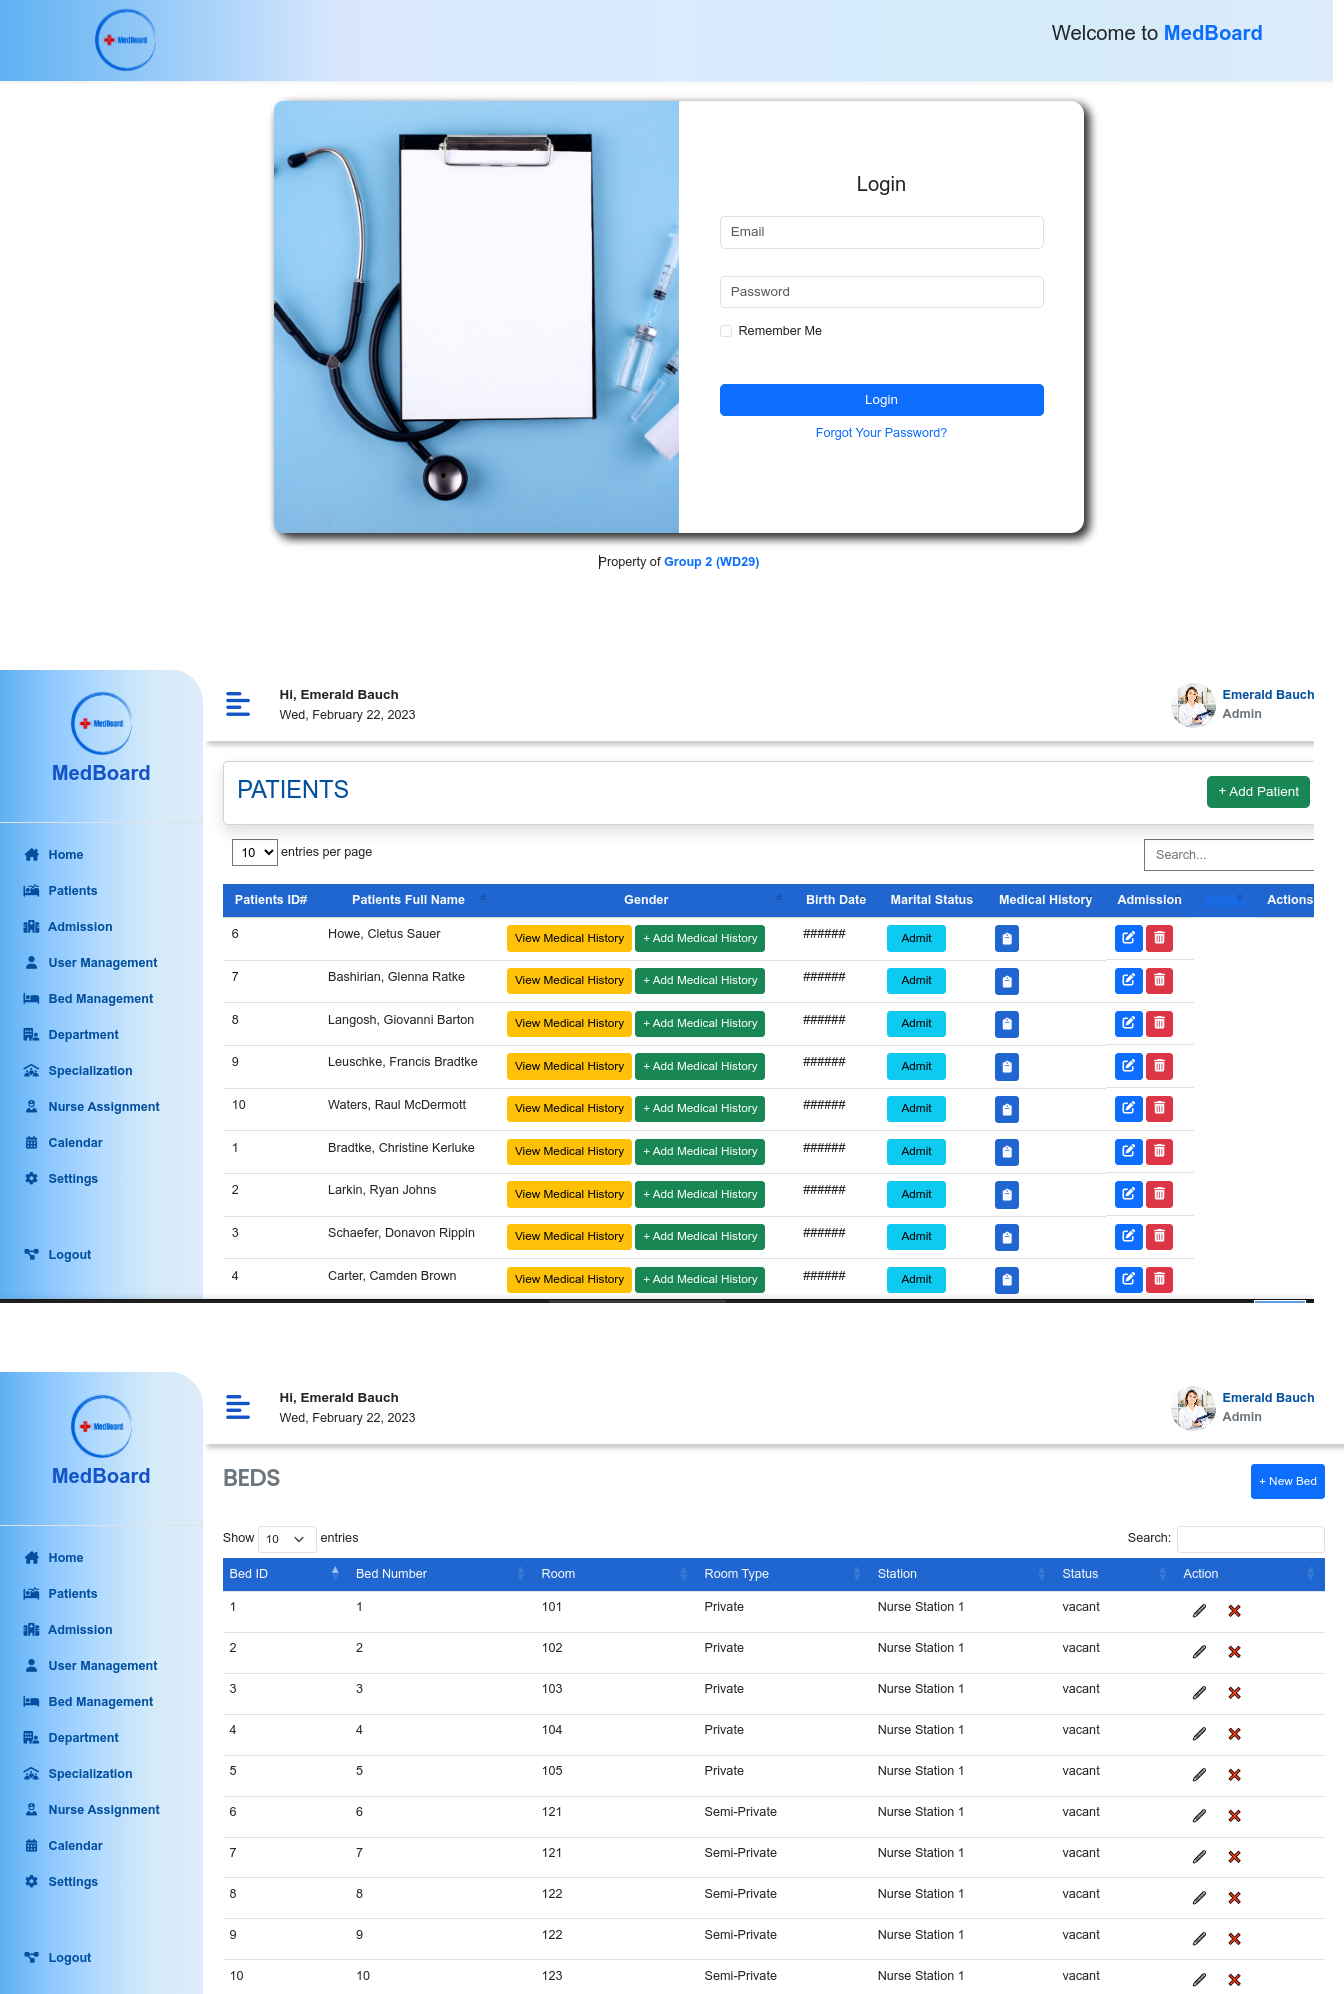 MedBoard
Welcome to MedBoard
Login
Email
Password
Remember Me
Login
Forgot Your Password?
Property of Group 2 (WD29)
MedBoard
MedBoard
Home
Patients
Admission
User Management
Bed Management
Department
Specialization
Nurse Assignment
Calendar
Settings
Logout
Hi, Emerald Bauch
Wed, February 22, 2023
Emerald Bauch
Admin
PATIENTS
+ Add Patient
10 entries per page
Search...
Patients ID# Patients Full Name Gender Birth Date Marital Status Medical History Admission Actions
6 Howe, Cletus Sauer View Medical History + Add Medical History ###### Admit
7 Bashirian, Glenna Ratke View Medical History + Add Medical History ###### Admit
8 Langosh, Giovanni Barton View Medical History + Add Medical History ###### Admit
9 Leuschke, Francis Bradtke View Medical History + Add Medical History ###### Admit
10 Waters, Raul McDermott View Medical History + Add Medical History ###### Admit
1 Bradtke, Christine Kerluke View Medical History + Add Medical History ###### Admit
2 Larkin, Ryan Johns View Medical History + Add Medical History ###### Admit
3 Schaefer, Donavon Rippin View Medical History + Add Medical History ###### Admit
4 Carter, Camden Brown View Medical History + Add Medical History ###### Admit
MedBoard
MedBoard
Home
Patients
Admission
User Management
Bed Management
Department
Specialization
Nurse Assignment
Calendar
Settings
Logout
Hi, Emerald Bauch
Wed, February 22, 2023
Emerald Bauch
Admin
BEDS
+ New Bed
Show 10 entries
Search:
Bed ID Bed Number Room Room Type Station Status Action
1 1 101 Private Nurse Station 1 vacant
2 2 102 Private Nurse Station 1 vacant
3 3 103 Private Nurse Station 1 vacant
4 4 104 Private Nurse Station 1 vacant
5 5 105 Private Nurse Station 1 vacant
6 6 121 Semi-Private Nurse Station 1 vacant
7 7 121 Semi-Private Nurse Station 1 vacant
8 8 122 Semi-Private Nurse Station 1 vacant
9 9 122 Semi-Private Nurse Station 1 vacant
10 10 123 Semi-Private Nurse Station 1 vacant